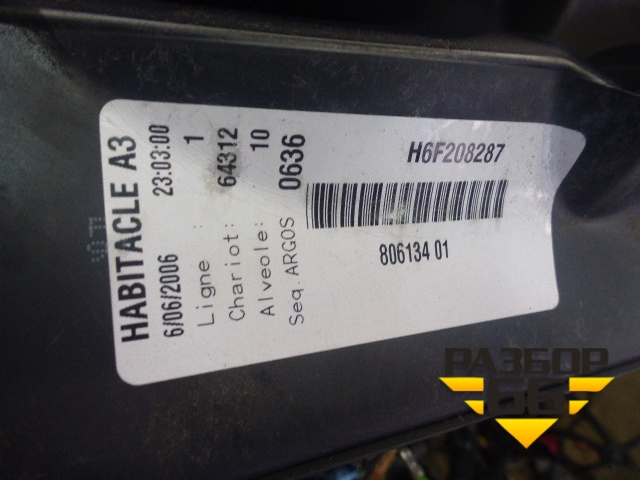 HABITACLE A3
6/06/2006 23:03:00
Ligne : 1
Chariot: 64312
Alveole: 10
Seq. ARGOS 0636
H6F208287
806134 01
РАЗБОР
66